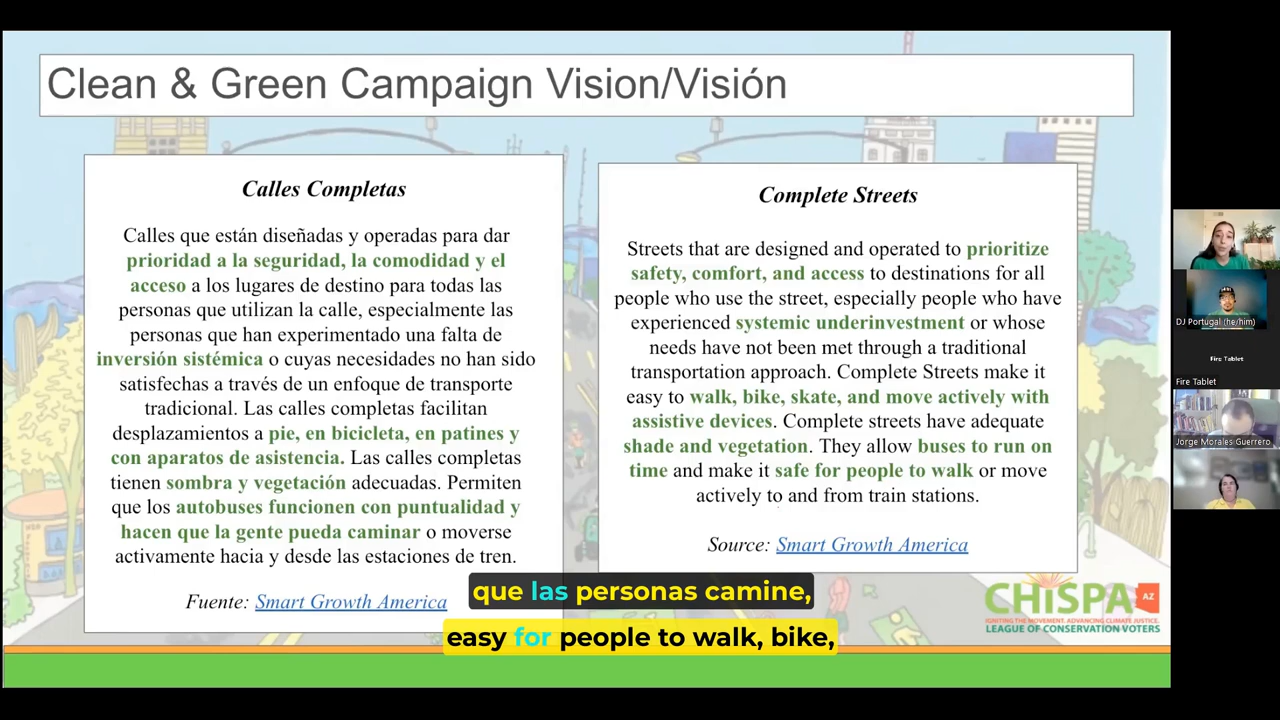 Clean & Green Campaign Vision/Visión
Calles Completas
Calles que están diseñadas y operadas para dar
prioridad a la seguridad, la comodidad y el
acceso a los lugares de destino para todas las
personas que utilizan la calle, especialmente las
personas que han experimentado una falta de
inversión sistémica o cuyas necesidades no han sido
satisfechas a través de un enfoque de transporte
tradicional. Las calles completas facilitan
desplazamientos a pie, en bicicleta, en patines y
con aparatos de asistencia. Las calles completas
tienen sombra y vegetación adecuadas. Permiten
que los autobuses funcionen con puntualidad y
hacen que la gente pueda caminar o moverse
activamente hacia y desde las estaciones de tren.
Fuente: Smart Growth America
Complete Streets
Streets that are designed and operated to prioritize
safety, comfort, and access to destinations for all
people who use the street, especially people who have
experienced systemic underinvestment or whose
needs have not been met through a traditional
transportation approach. Complete Streets make it
easy to walk, bike, skate, and move actively with
assistive devices. Complete streets have adequate
shade and vegetation. They allow buses to run on
time and make it safe for people to walk or move
actively to and from train stations.
Source: Smart Growth America
que las personas camine,
easy for people to walk, bike,
CHISPA AZ
IGNITING THE MOVEMENT. ADVANCING CLIMATE JUSTICE.
LEAGUE OF CONSERVATION VOTERS
DJ Portugal (he/him)
Fire Tablet
Fire Tablet
Jorge Morales Guerrero